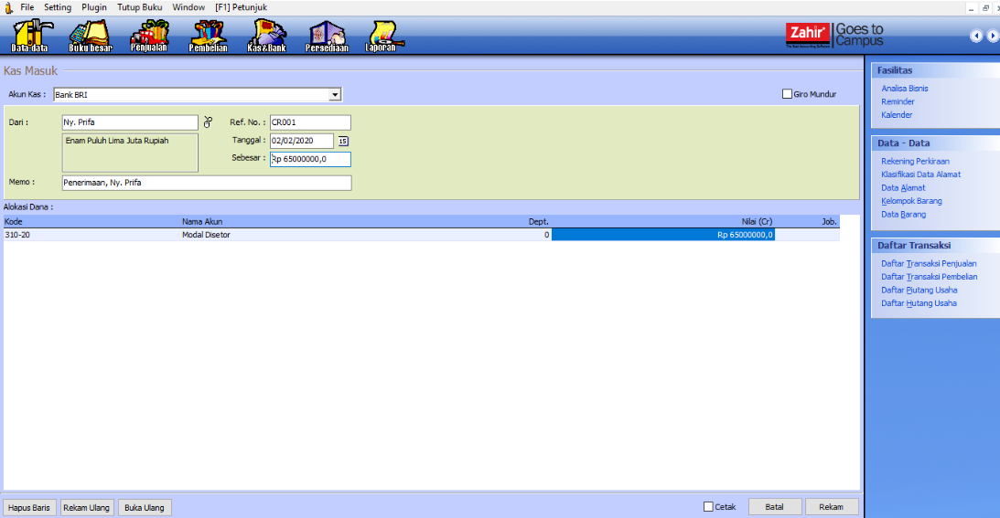 File Setting Plugin Tutup Buku Window [F1] Petunjuk
Data-data Buku besar Penjualan Pembelian Kas & Bank Persediaan Laporan
Zahir Goes to Campus
Kas Masuk
Akun Kas : Bank BRI Giro Mundur
Dari : Ny. Prifa Ref. No. : CR001
Enam Puluh Lima Juta Rupiah Tanggal : 02/02/2020 15
Sebesar : Rp 65000000,0
Memo : Penerimaan, Ny. Prifa
Alokasi Dana :
Kode Nama Akun Dept. Nilai (Cr) Job.
310-20 Modal Disetor 0 Rp 65000000,0
Hapus Baris Rekam Ulang Buka Ulang Cetak Batal Rekam
Fasilitas
Analisa Bisnis
Reminder
Kalender
Data - Data
Rekening Perkiraan
Klasifikasi Data Alamat
Data Alamat
Kelompok Barang
Data Barang
Daftar Transaksi
Daftar Transaksi Penjualan
Daftar Transaksi Pembelian
Daftar Piutang Usaha
Daftar Hutang Usaha